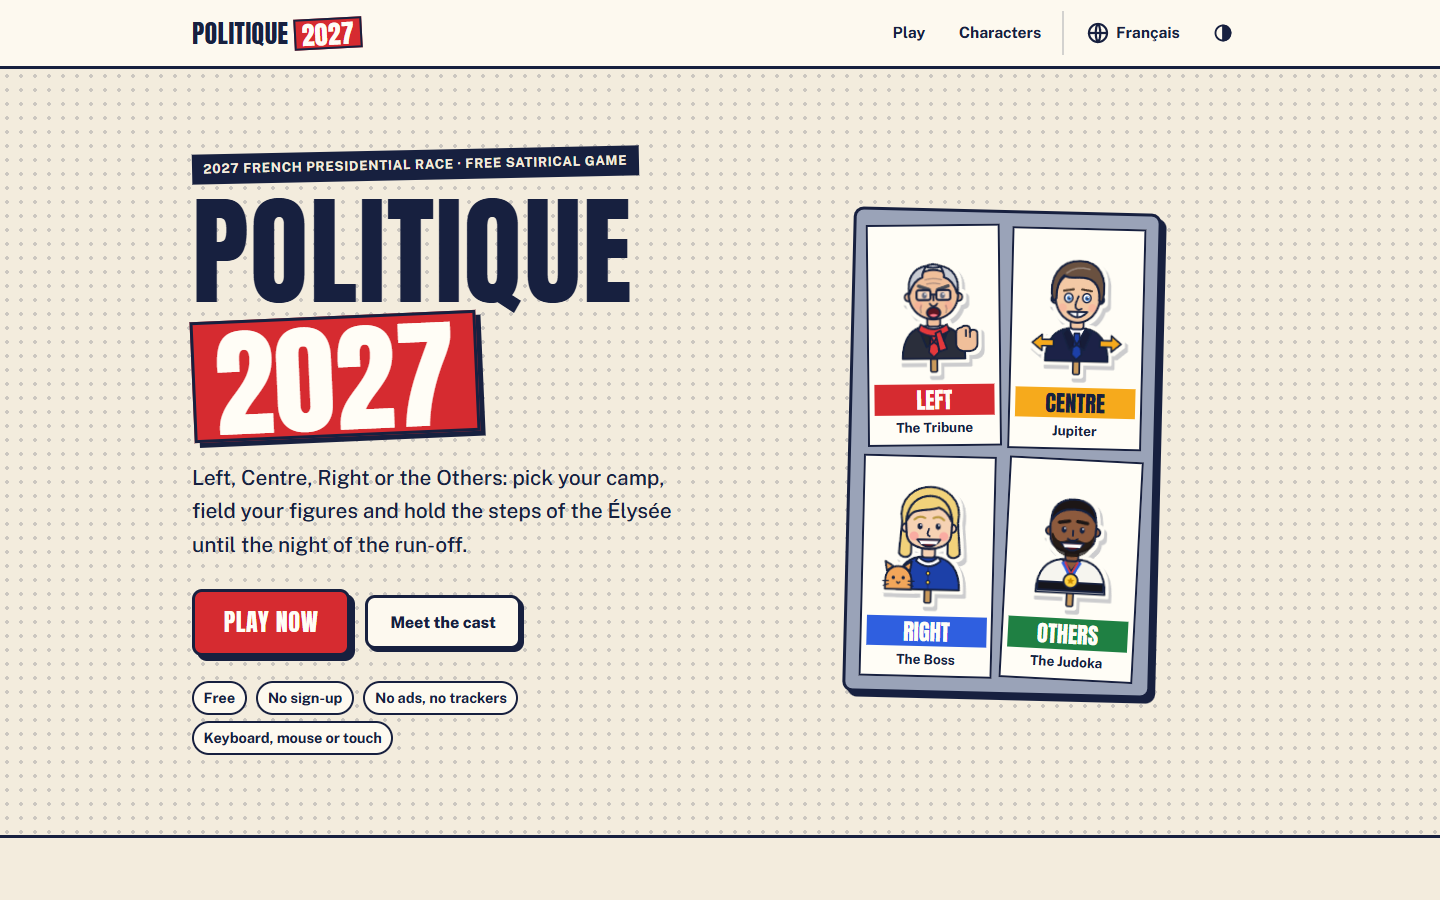 POLITIQUE 2027
Play
Characters
Français
2027 FRENCH PRESIDENTIAL RACE · FREE SATIRICAL GAME
POLITIQUE
2027
Left, Centre, Right or the Others: pick your camp,
field your figures and hold the steps of the Élysée
until the night of the run-off.
PLAY NOW
Meet the cast
Free
No sign-up
No ads, no trackers
Keyboard, mouse or touch
LEFT
The Tribune
CENTRE
Jupiter
RIGHT
The Boss
OTHERS
The Judoka